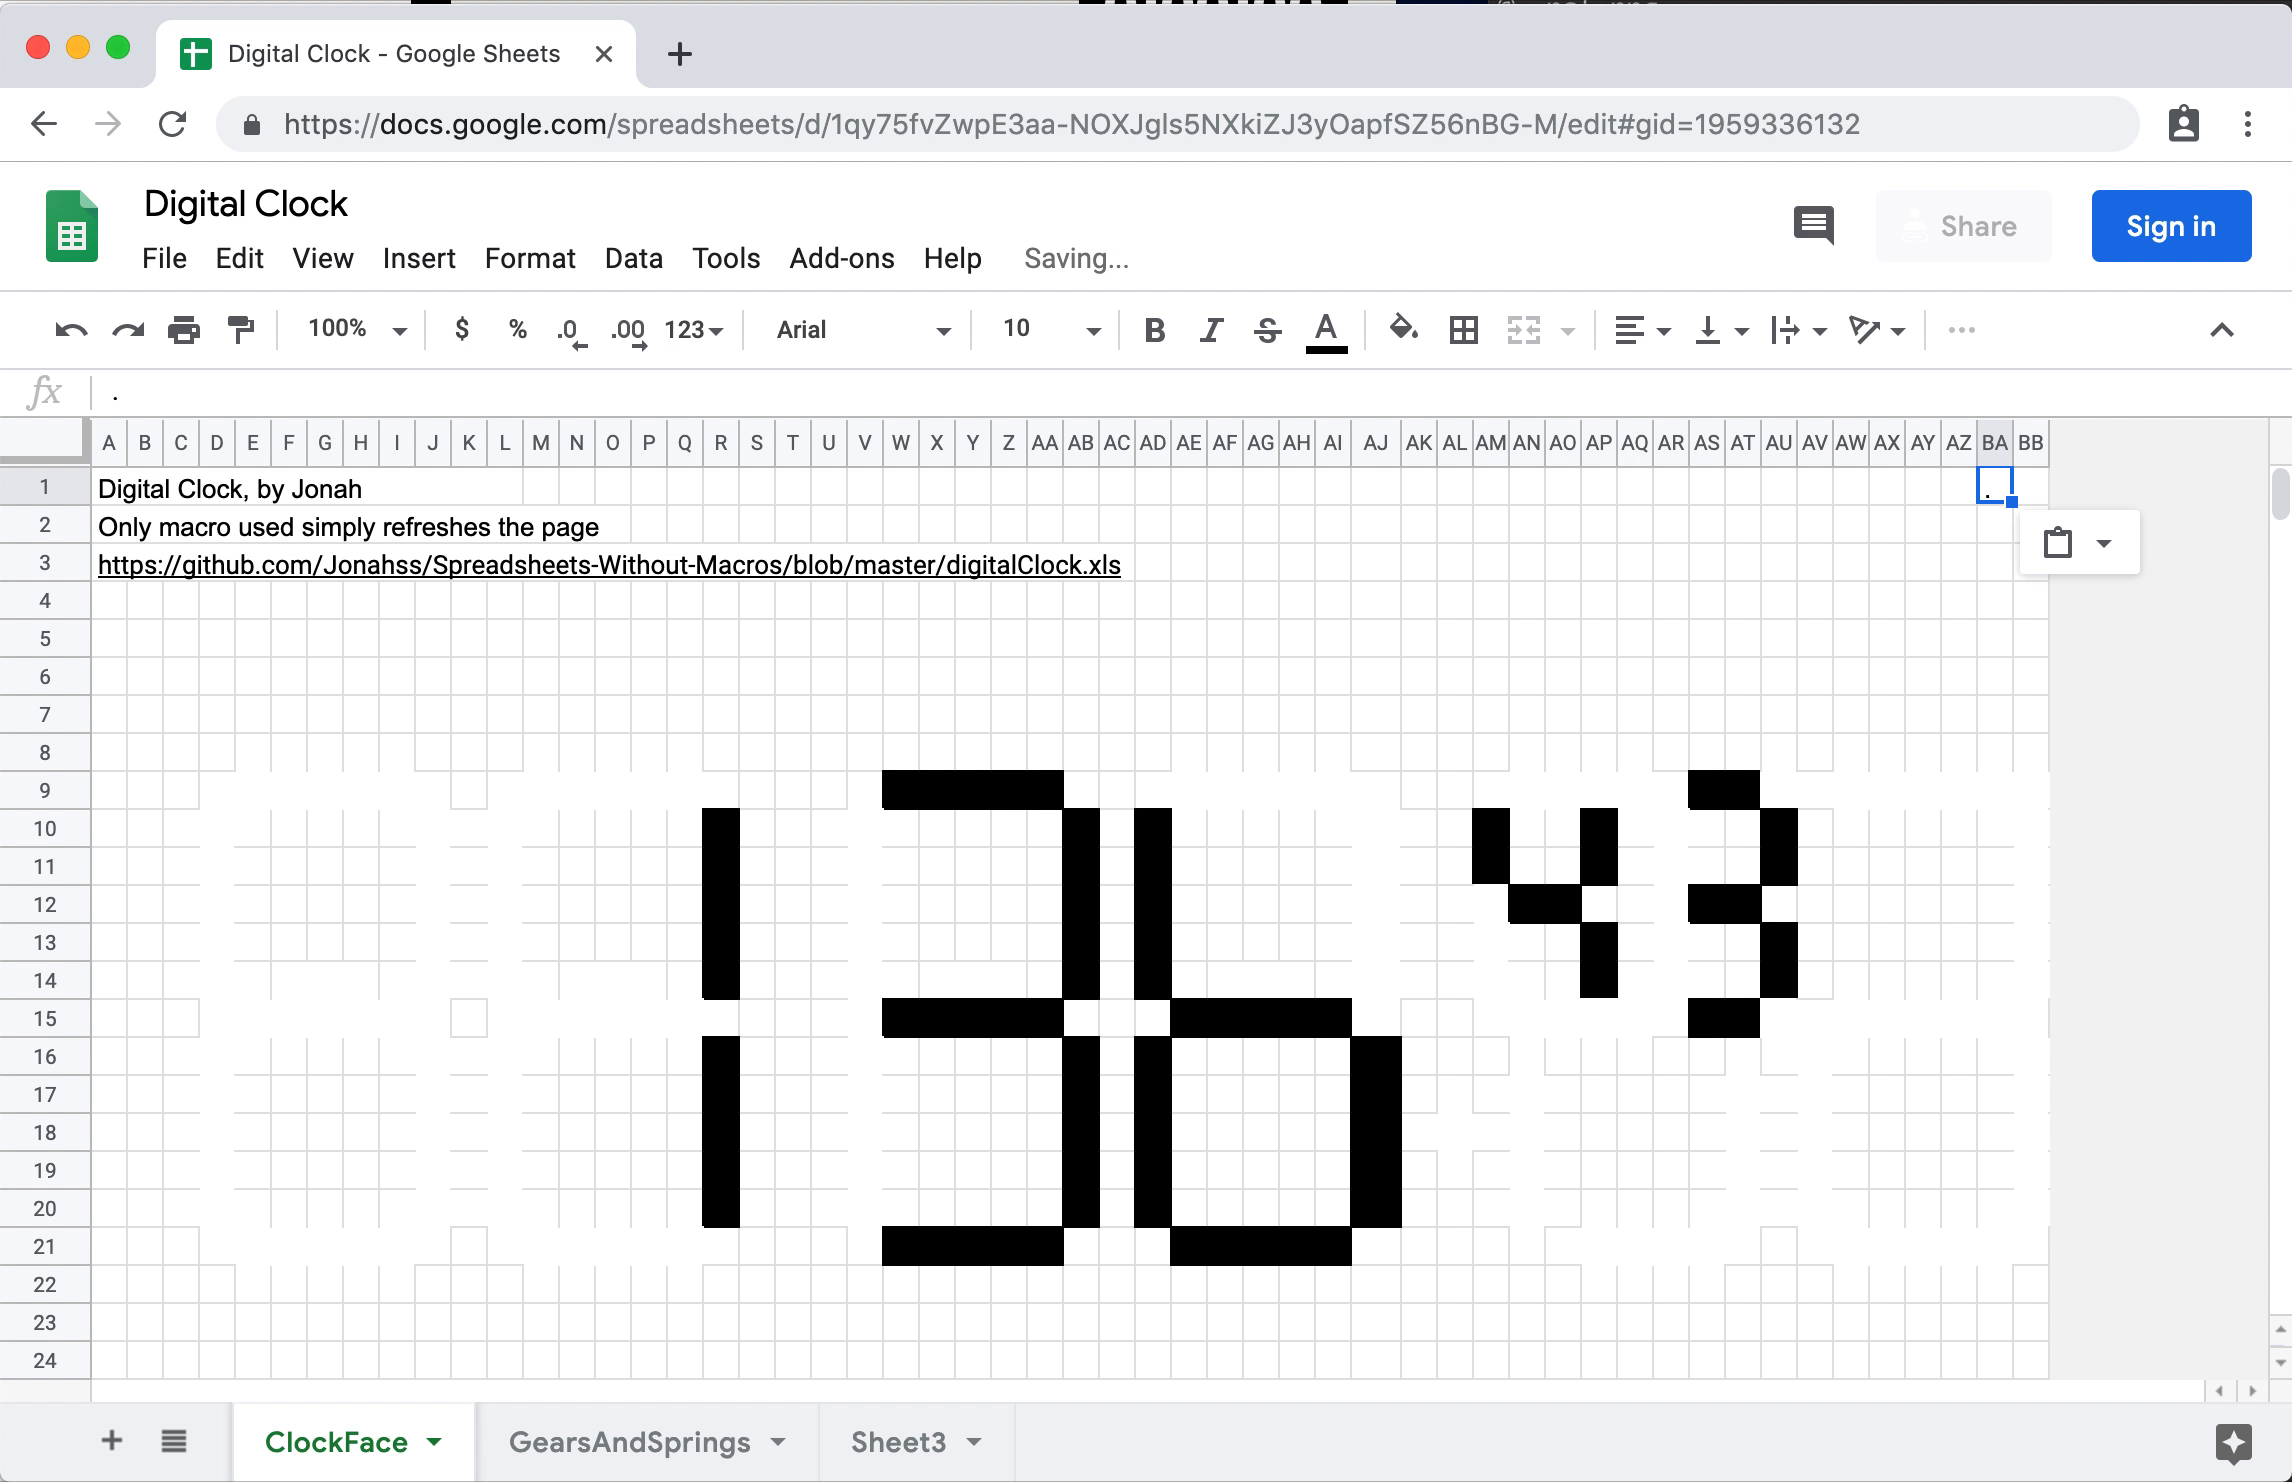 Digital Clock - Google Sheets
https://docs.google.com/spreadsheets/d/1qy75fvZwpE3aa-NOXJgls5NXkiZJ3yOapfSZ56nBG-M/edit#gid=1959336132
Digital Clock
Share
Sign in
File Edit View Insert Format Data Tools Add-ons Help Saving...
100% $ % .0 .00 123 Arial 10 B I S A
fx .
A B C D E F G H I J K L M N O P Q R S T U V W X Y Z AA AB AC AD AE AF AG AH AI AJ AK AL AM AN AO AP AQ AR AS AT AU AV AW AX AY AZ BA BB
1 Digital Clock, by Jonah .
2 Only macro used simply refreshes the page
3 https://github.com/Jonahss/Spreadsheets-Without-Macros/blob/master/digitalClock.xls
4
5
6
7
8
9
10
11
12
13
14
15
16
17
18
19
20
21
22
23
24
136 43
ClockFace GearsAndSprings Sheet3